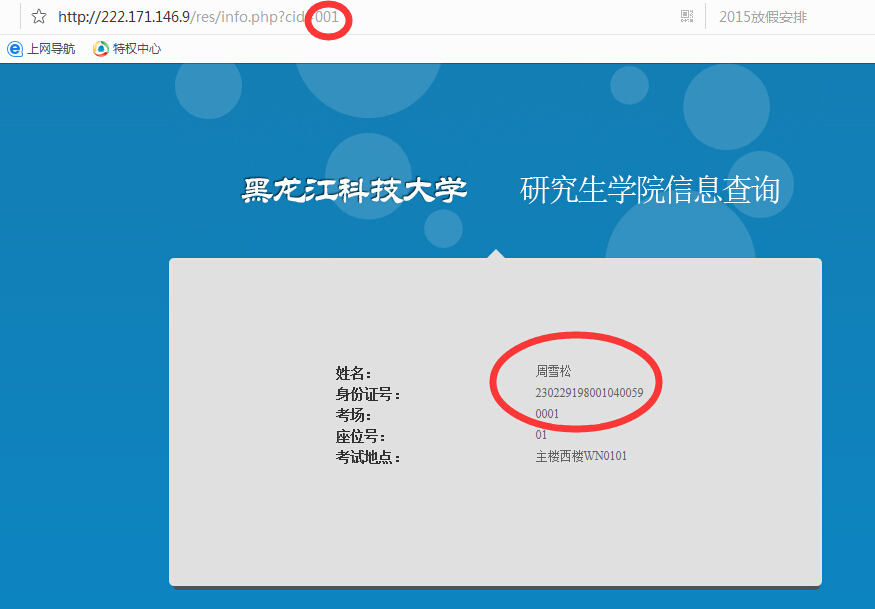 http://222.171.146.9/res/info.php?cid=001 2015放假安排
上网导航 特权中心
黑龙江科技大学 研究生学院信息查询
姓名： 周雪松
身份证号： 230229198001040059
考场： 0001
座位号： 01
考试地点： 主楼西楼WN0101